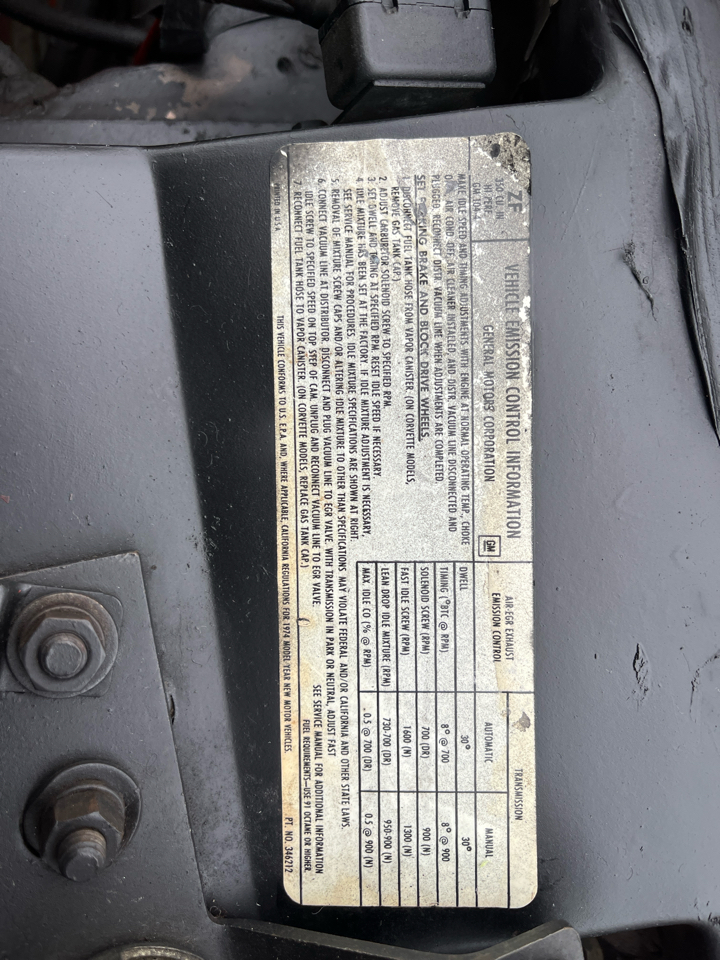 ZF
350 CU. IN.
HI PERF.
GM 304-4
VEHICLE EMISSION CONTROL INFORMATION
GENERAL MOTORS CORPORATION
GM
MAKE IDLE SPEED AND TIMING ADJUSTMENTS WITH ENGINE AT NORMAL OPERATING TEMP., CHOKE
AIR COND. OFF, AIR CLEANER INSTALLED, AND DISTR. VACUUM LINE DISCONNECTED AND
PLUGGED. RECONNECT DISTR. VACUUM LINE WHEN ADJUSTMENTS ARE COMPLETED.
SET PARKING BRAKE AND BLOCK DRIVE WHEELS.
1. DISCONNECT FUEL TANK HOSE FROM VAPOR CANISTER. (ON CORVETTE MODELS,
REMOVE GAS TANK CAP.)
2. ADJUST CARBURETOR SOLENOID SCREW TO SPECIFIED RPM.
3. SET DWELL AND TIMING AT SPECIFIED RPM. RESET IDLE SPEED IF NECESSARY.
4. IDLE MIXTURE HAS BEEN SET AT THE FACTORY. IF IDLE MIXTURE ADJUSTMENT IS NECESSARY,
SEE SERVICE MANUAL FOR PROCEDURES. IDLE MIXTURE SPECIFICATIONS ARE SHOWN AT RIGHT.
5. REMOVAL OF MIXTURE SCREW CAPS AND/OR ALTERING IDLE MIXTURE TO OTHER THAN SPECIFICATIONS MAY VIOLATE FEDERAL AND/OR CALIFORNIA AND OTHER STATE LAWS.
6. CONNECT VACUUM LINE AT DISTRIBUTOR. DISCONNECT AND PLUG VACUUM LINE TO EGR VALVE. WITH TRANSMISSION IN PARK OR NEUTRAL, ADJUST FAST
IDLE SCREW TO SPECIFIED SPEED ON TOP STEP OF CAM. UNPLUG AND RECONNECT VACUUM LINE TO EGR VALVE.
7. RECONNECT FUEL TANK HOSE TO VAPOR CANISTER. (ON CORVETTE MODELS, REPLACE GAS TANK CAP.)
AIR-EGR EXHAUST
EMISSION CONTROL
TRANSMISSION
AUTOMATIC MANUAL
DWELL 30° 30°
TIMING (°BTC @ RPM) 8° @ 700 8° @ 900
SOLENOID SCREW (RPM) 700 (DR) 900 (N)
FAST IDLE SCREW (RPM) 1600 (N) 1300 (N)
LEAN DROP IDLE MIXTURE (RPM) 730-700 (DR) 950-900 (N)
MAX. IDLE CO (% @ RPM) 0.5 @ 700 (DR) 0.5 @ 900 (N)
SEE SERVICE MANUAL FOR ADDITIONAL INFORMATION
FUEL REQUIREMENTS—USE 91 OCTANE OR HIGHER.
PRINTED IN U.S.A.
THIS VEHICLE CONFORMS TO U.S. E.P.A. AND, WHERE APPLICABLE, CALIFORNIA REGULATIONS FOR 1974 MODEL YEAR NEW MOTOR VEHICLES.
PT. NO. 346212